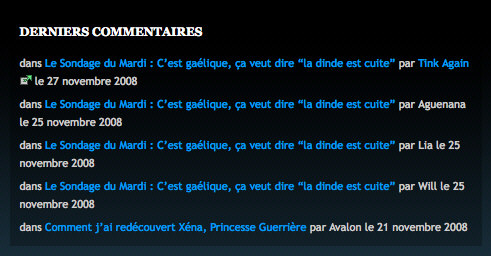 DERNIERS COMMENTAIRES
dans Le Sondage du Mardi : C’est gaélique, ça veut dire “la dinde est cuite” par Tink Again
le 27 novembre 2008
dans Le Sondage du Mardi : C’est gaélique, ça veut dire “la dinde est cuite” par Aguenana
le 25 novembre 2008
dans Le Sondage du Mardi : C’est gaélique, ça veut dire “la dinde est cuite” par Lia le 25
novembre 2008
dans Le Sondage du Mardi : C’est gaélique, ça veut dire “la dinde est cuite” par Will le 25
novembre 2008
dans Comment j’ai redécouvert Xéna, Princesse Guerrière par Avalon le 21 novembre 2008